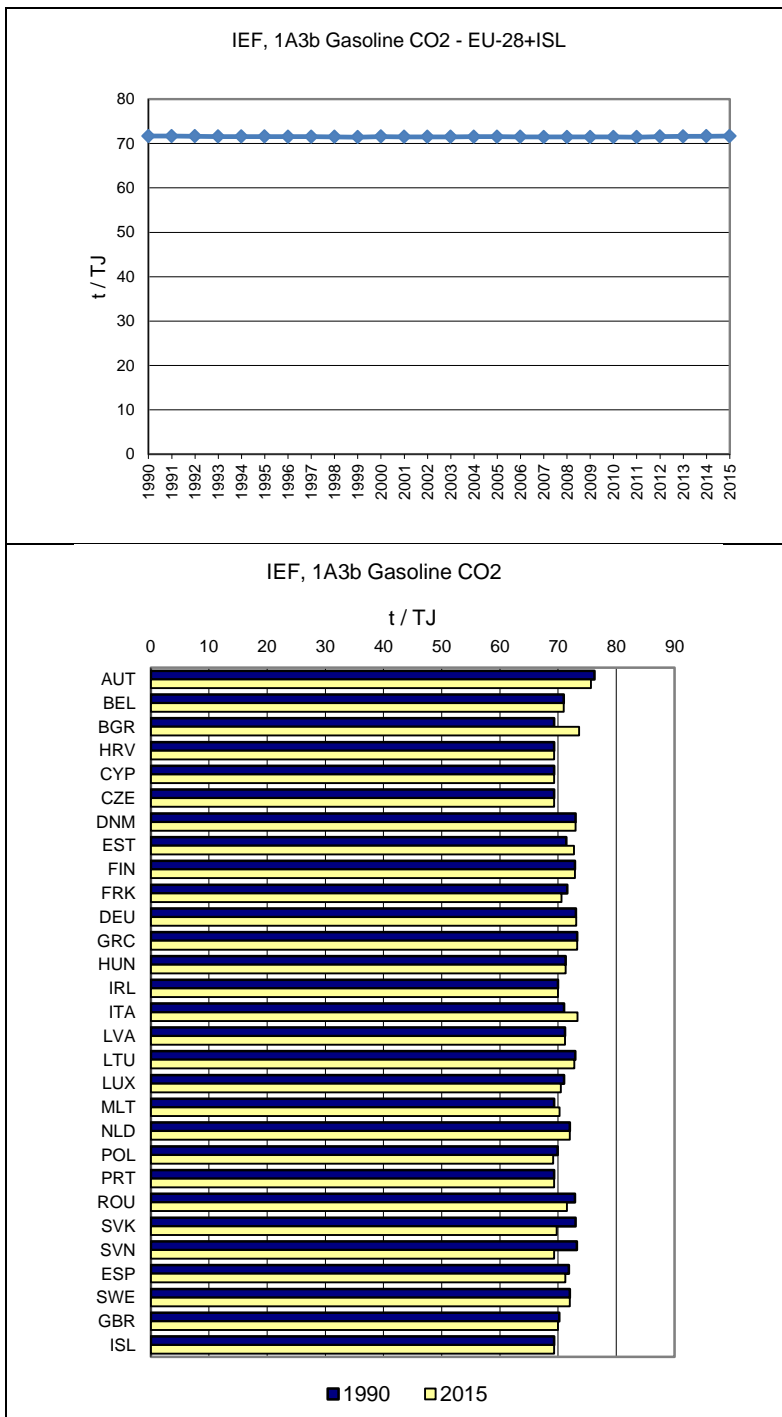 IEF, 1A3b Gasoline CO2 - EU-28+ISL
80
70
60
50
40
30
20
10
0
t / TJ
1990 1991 1992 1993 1994 1995 1996 1997 1998 1999 2000 2001 2002 2003 2004 2005 2006 2007 2008 2009 2010 2011 2012 2013 2014 2015
IEF, 1A3b Gasoline CO2
t / TJ
0 10 20 30 40 50 60 70 80 90
AUT
BEL
BGR
HRV
CYP
CZE
DNM
EST
FIN
FRK
DEU
GRC
HUN
IRL
ITA
LVA
LTU
LUX
MLT
NLD
POL
PRT
ROU
SVK
SVN
ESP
SWE
GBR
ISL
1990 2015